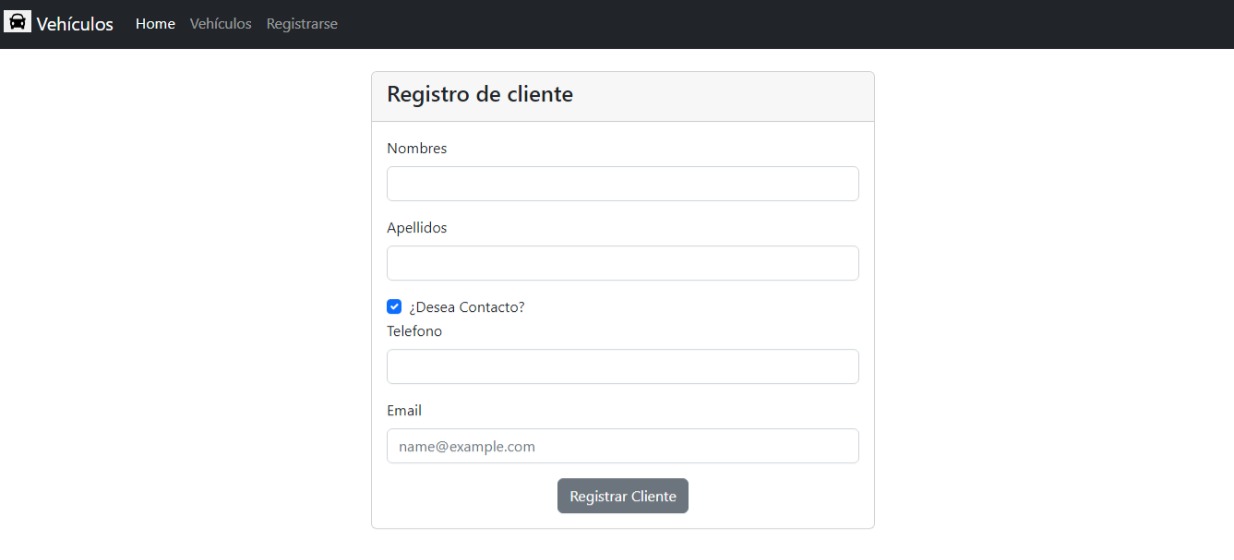 Vehículos Home Vehículos Registrarse
Registro de cliente
Nombres
Apellidos
¿Desea Contacto?
Telefono
Email
name@example.com
Registrar Cliente